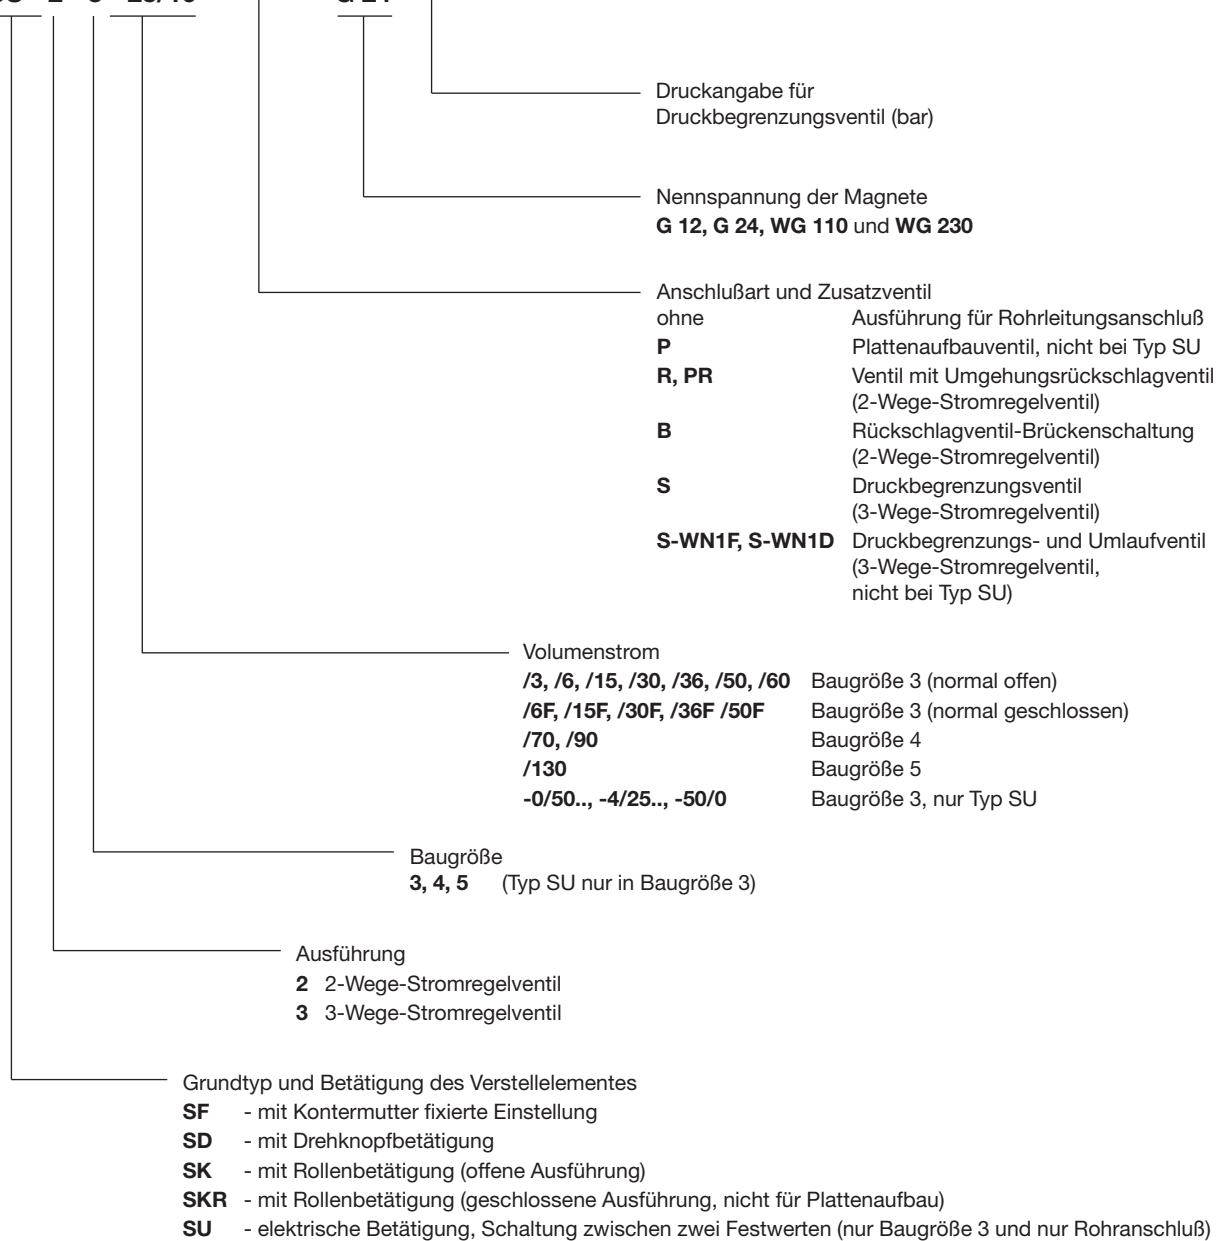 Druckangabe für
Druckbegrenzungsventil (bar)
Nennspannung der Magnete
G 12, G 24, WG 110 und WG 230
Anschlußart und Zusatzventil
ohne Ausführung für Rohrleitungsanschluß
P Plattenaufbauventil, nicht bei Typ SU
R, PR Ventil mit Umgehungsrückschlagventil
(2-Wege-Stromregelventil)
B Rückschlagventil-Brückenschaltung
(2-Wege-Stromregelventil)
S Druckbegrenzungsventil
(3-Wege-Stromregelventil)
S-WN1F, S-WN1D Druckbegrenzungs- und Umlaufventil
(3-Wege-Stromregelventil,
nicht bei Typ SU)
Volumenstrom
/3, /6, /15, /30, /36, /50, /60 Baugröße 3 (normal offen)
/6F, /15F, /30F, /36F /50F Baugröße 3 (normal geschlossen)
/70, /90 Baugröße 4
/130 Baugröße 5
-0/50.., -4/25.., -50/0 Baugröße 3, nur Typ SU
Baugröße
3, 4, 5 (Typ SU nur in Baugröße 3)
Ausführung
2 2-Wege-Stromregelventil
3 3-Wege-Stromregelventil
Grundtyp und Betätigung des Verstellelementes
SF - mit Kontermutter fixierte Einstellung
SD - mit Drehknopfbetätigung
SK - mit Rollenbetätigung (offene Ausführung)
SKR - mit Rollenbetätigung (geschlossene Ausführung, nicht für Plattenaufbau)
SU - elektrische Betätigung, Schaltung zwischen zwei Festwerten (nur Baugröße 3 und nur Rohranschluß)